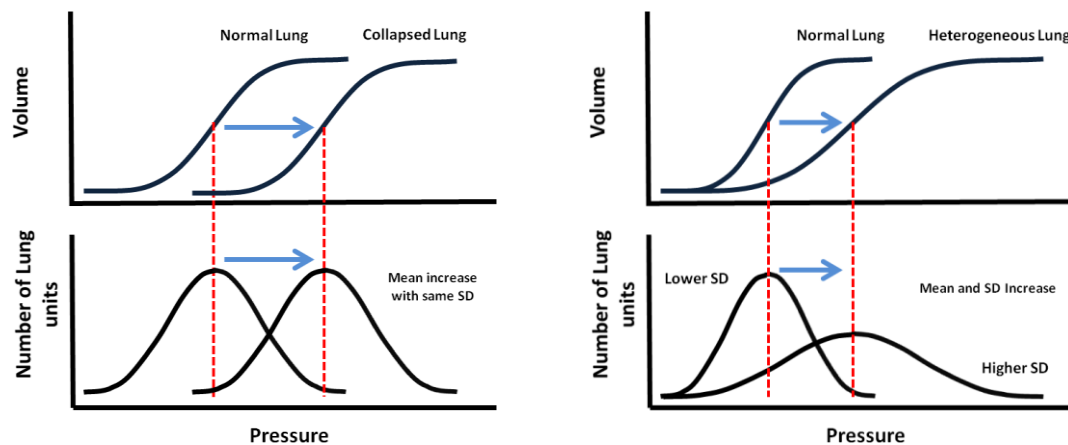 Normal Lung
Collapsed Lung
Volume
Number of Lung
units
Mean increase
with same SD
Pressure
Normal Lung
Heterogeneous Lung
Volume
Number of Lung
units
Lower SD
Mean and SD Increase
Higher SD
Pressure